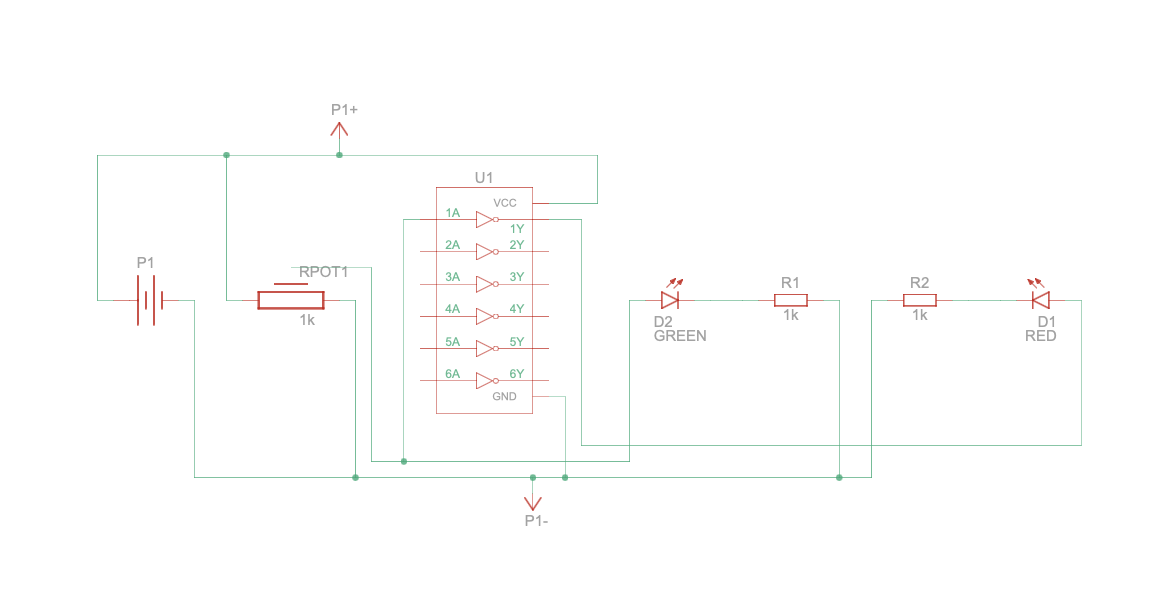 P1+
U1
VCC
1A
1Y
2A
2Y
P1
RPOT1
3A
3Y
1k
4A
4Y
5A
5Y
6A
6Y
GND
D2
GREEN
R1
1k
R2
1k
D1
RED
P1-